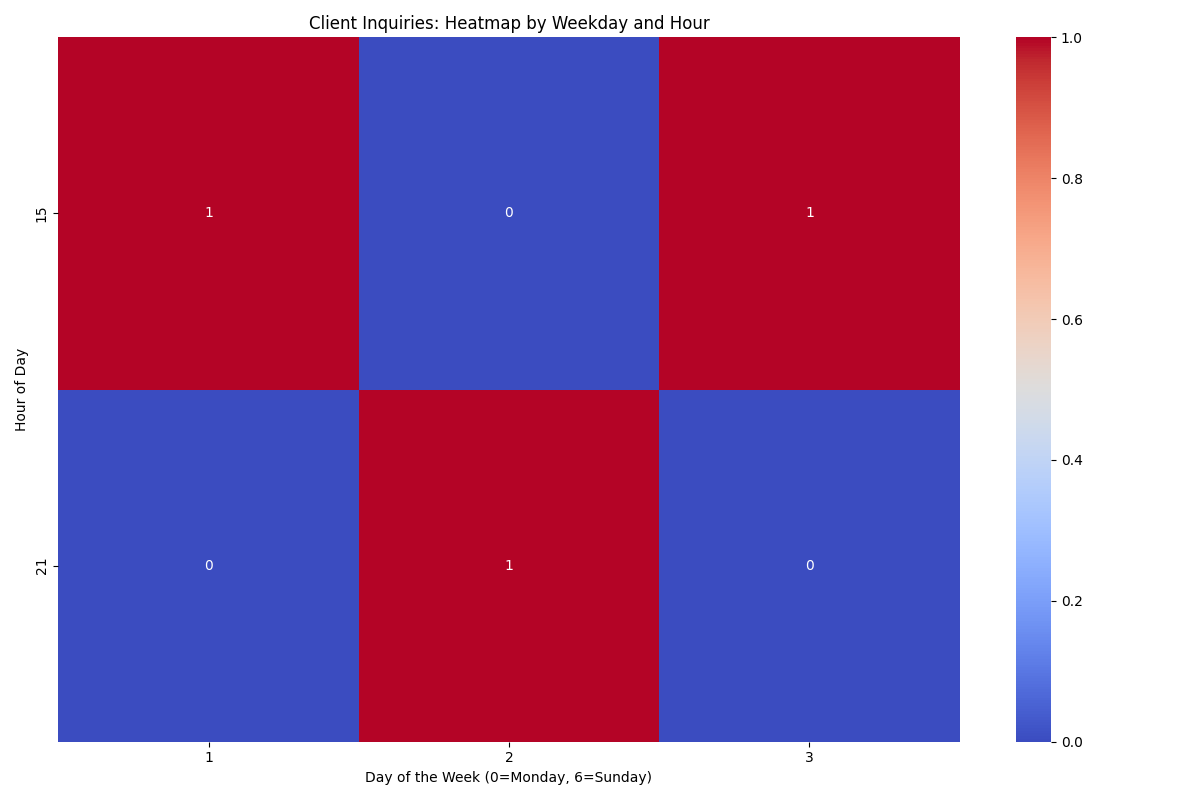 Client Inquiries: Heatmap by Weekday and Hour
1.0
0.8
15
1 0 1
0.6
Hour of Day
0.4
0.2
21
0 1 0
0.0
1 2 3
Day of the Week (0=Monday, 6=Sunday)